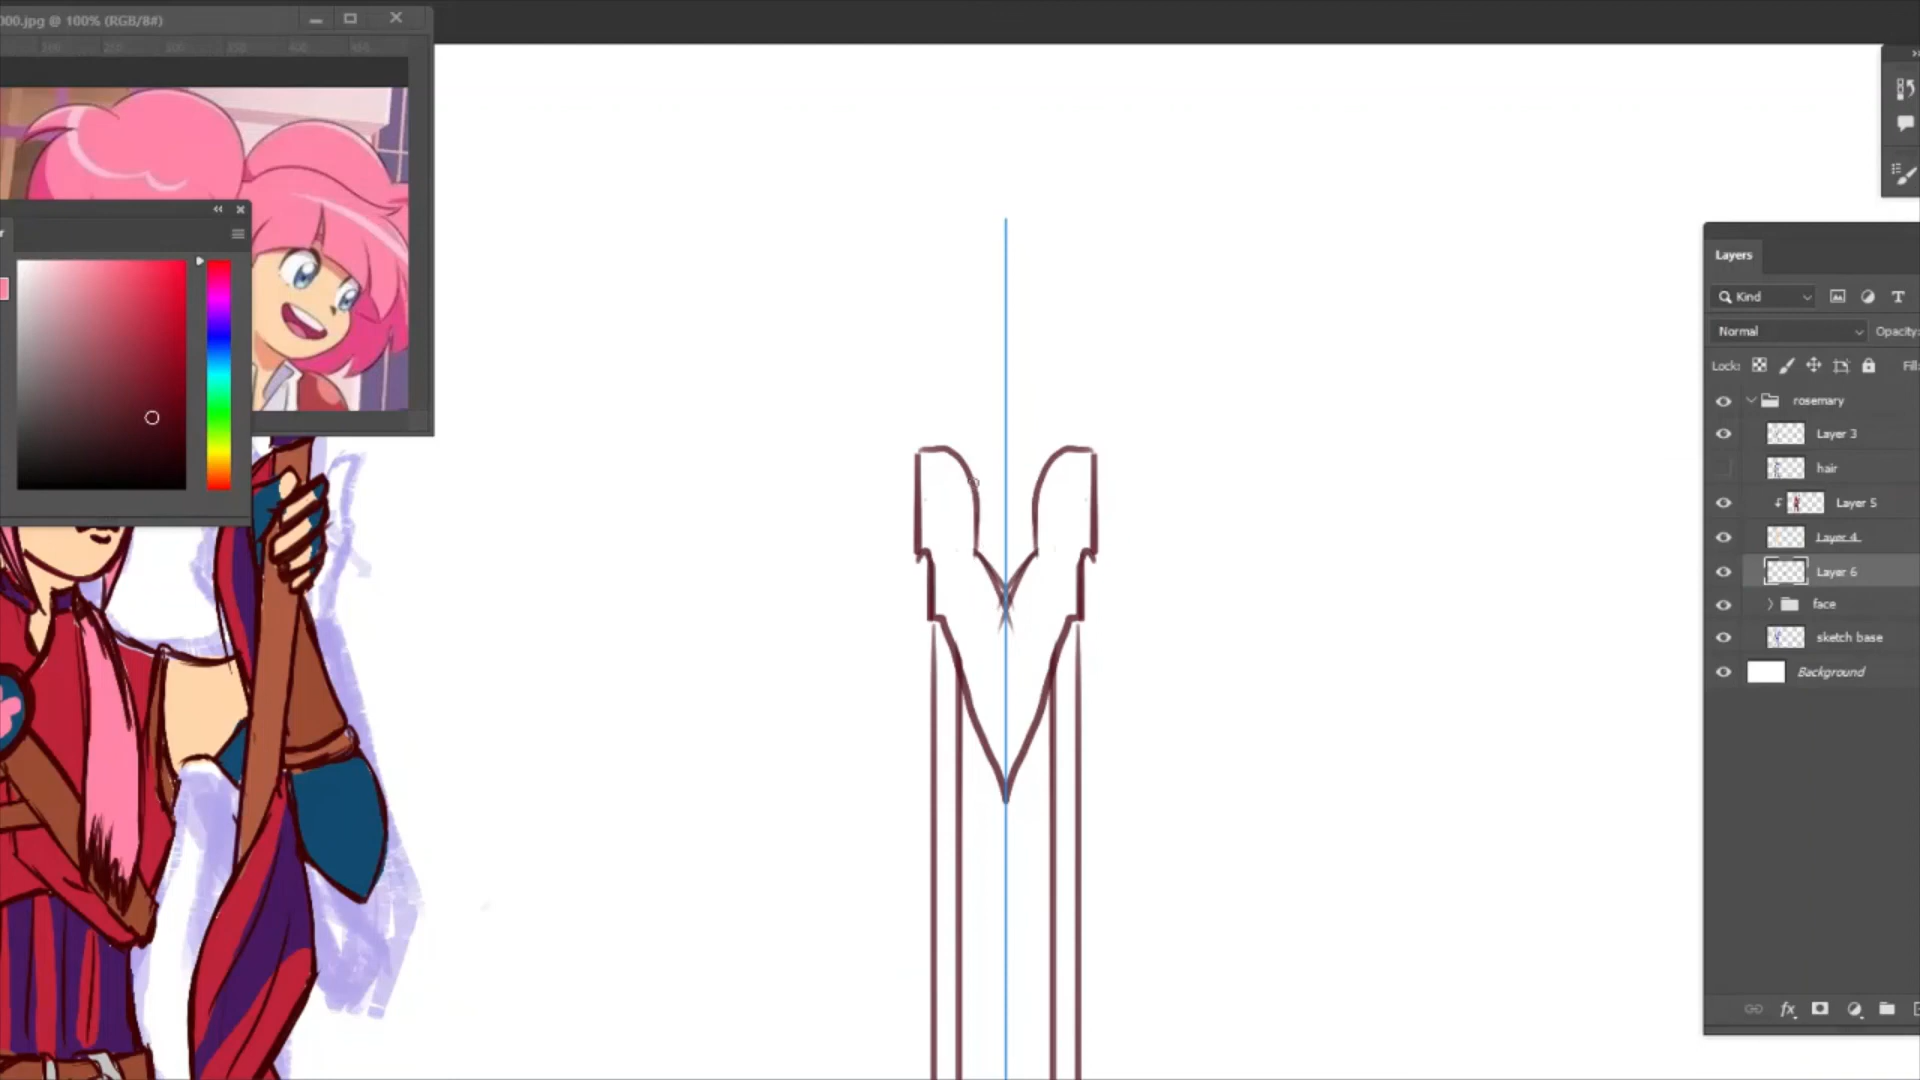 000.jpg @ 100% (RGB/8#)
Layers
Kind
Normal
Opacity:
Lock:
Fill:
rosemary
Layer 3
hair
Layer 5
Layer 4
Layer 6
face
sketch base
Background